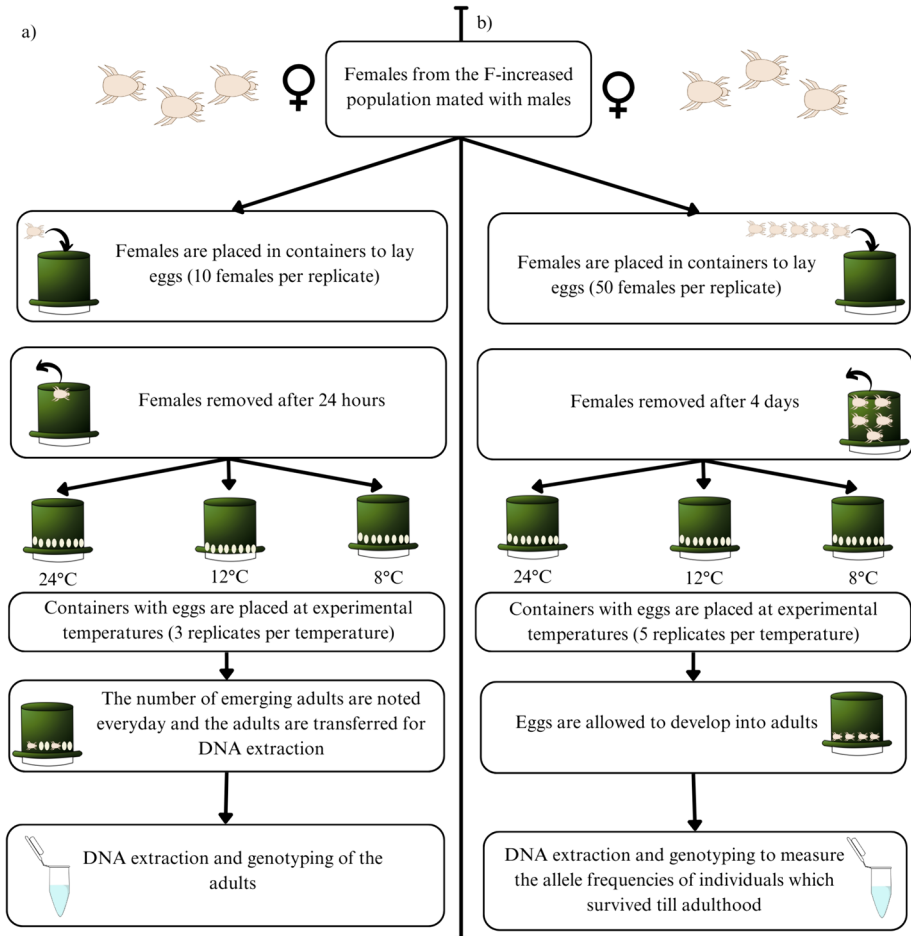 a)
b)
Females from the F-increased
population mated with males
Females are placed in containers to lay
eggs (10 females per replicate)
Females removed after 24 hours
24°C
12°C
8°C
Containers with eggs are placed at experimental
temperatures (3 replicates per temperature)
The number of emerging adults are noted
everyday and the adults are transferred for
DNA extraction
DNA extraction and genotyping of the
adults
Females are placed in containers to lay
eggs (50 females per replicate)
Females removed after 4 days
24°C
12°C
8°C
Containers with eggs are placed at experimental
temperatures (5 replicates per temperature)
Eggs are allowed to develop into adults
DNA extraction and genotyping to measure
the allele frequencies of individuals which
survived till adulthood